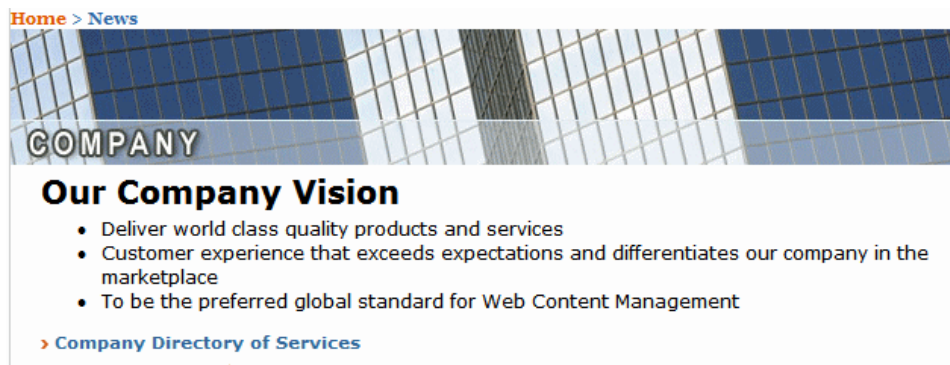 Home > News
COMPANY
Our Company Vision
• Deliver world class quality products and services
• Customer experience that exceeds expectations and differentiates our company in the
marketplace
• To be the preferred global standard for Web Content Management
› Company Directory of Services